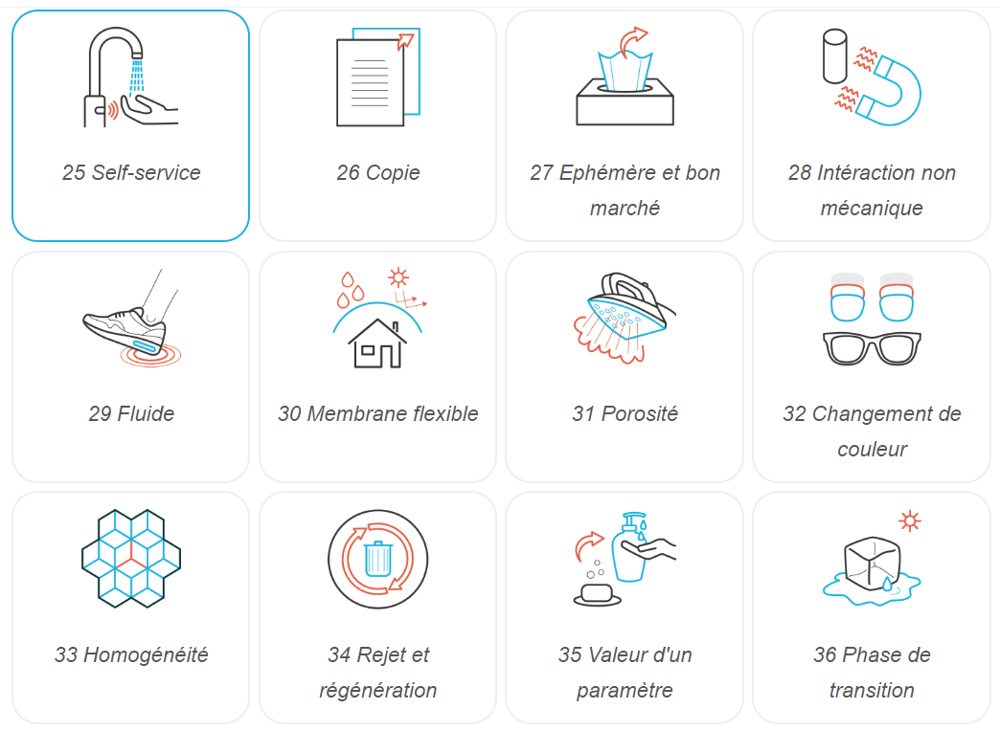 25 Self-service
26 Copie
27 Ephémère et bon
marché
28 Intéraction non
mécanique
29 Fluide
30 Membrane flexible
31 Porosité
32 Changement de
couleur
33 Homogénéité
34 Rejet et
régénération
35 Valeur d'un
paramètre
36 Phase de
transition